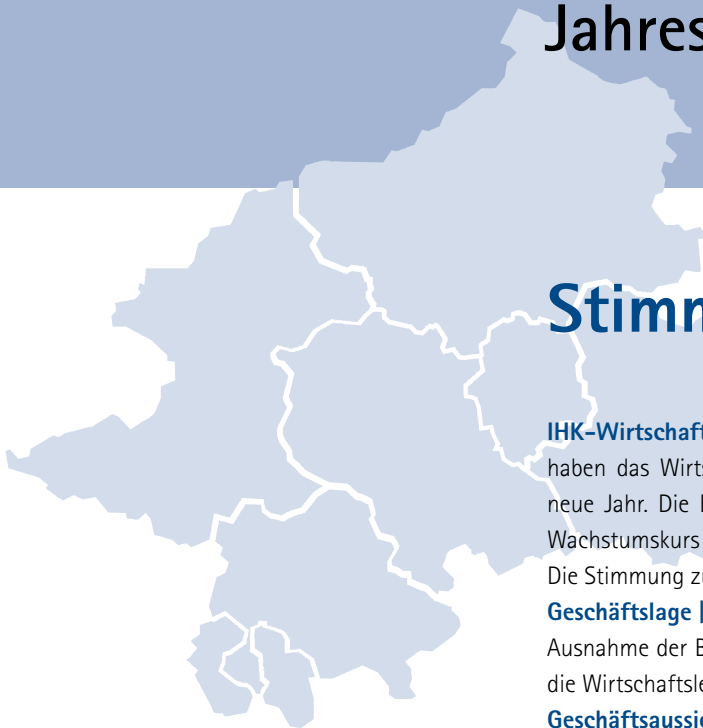 Jahres
Stimm
IHK-Wirtschaft
haben das Wirts
neue Jahr. Die
Wachstumskurs
Die Stimmung zu
Geschäftslage |
Ausnahme der B
die Wirtschaftsle
Geschäftsaussic